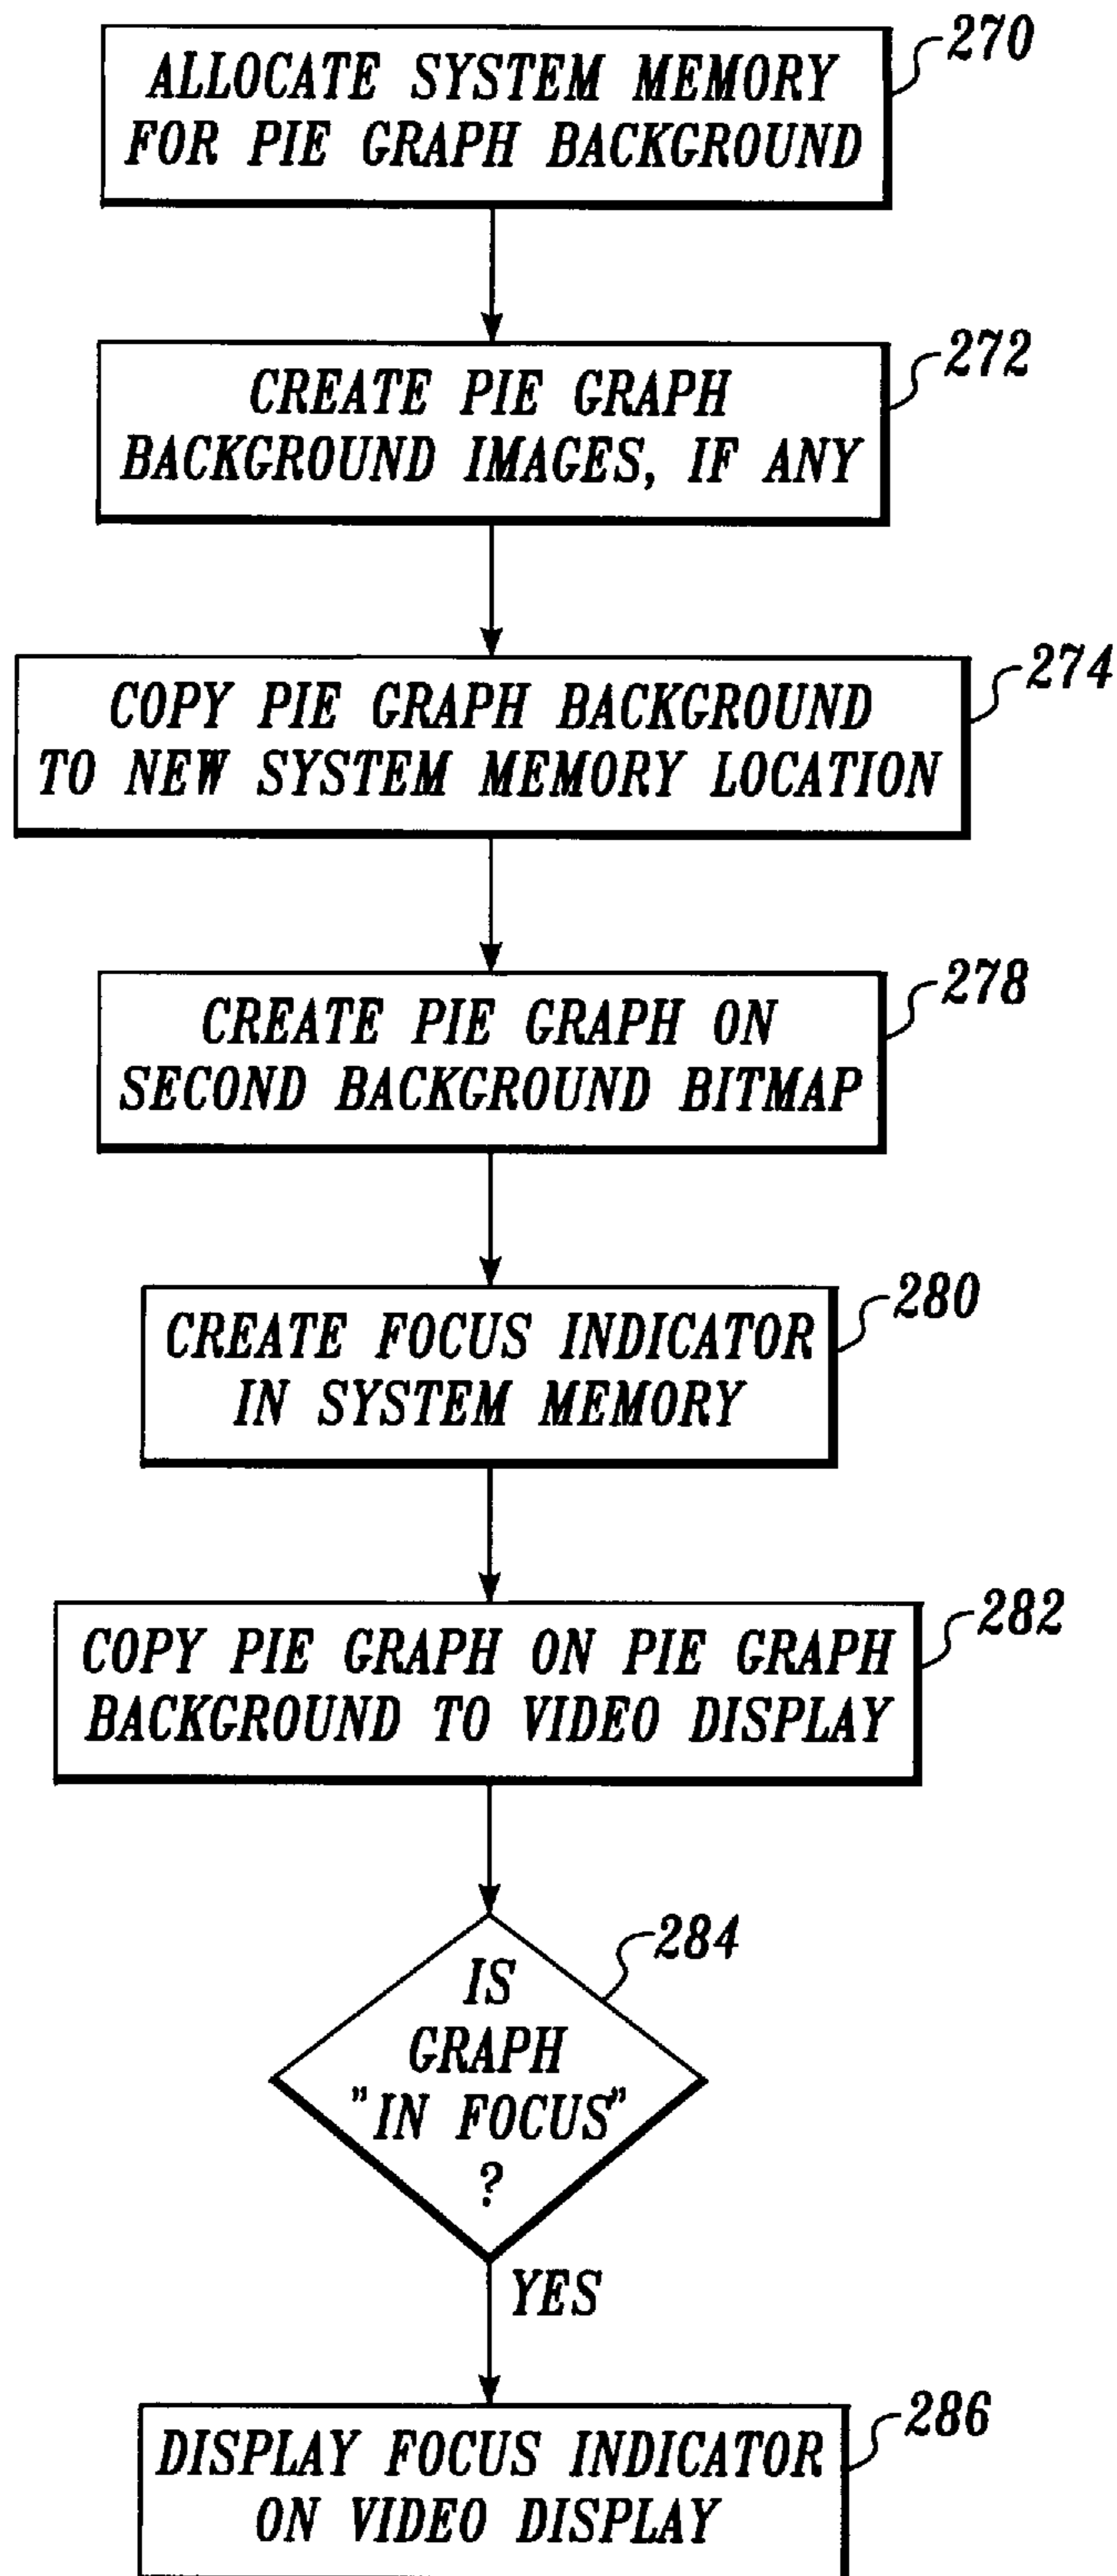 270
ALLOCATE SYSTEM MEMORY
FOR PIE GRAPH BACKGROUND
272
CREATE PIE GRAPH
BACKGROUND IMAGES, IF ANY
274
COPY PIE GRAPH BACKGROUND
TO NEW SYSTEM MEMORY LOCATION
278
CREATE PIE GRAPH ON
SECOND BACKGROUND BITMAP
280
CREATE FOCUS INDICATOR
IN SYSTEM MEMORY
282
COPY PIE GRAPH ON PIE GRAPH
BACKGROUND TO VIDEO DISPLAY
284
IS
GRAPH
"IN FOCUS"
?
YES
286
DISPLAY FOCUS INDICATOR
ON VIDEO DISPLAY